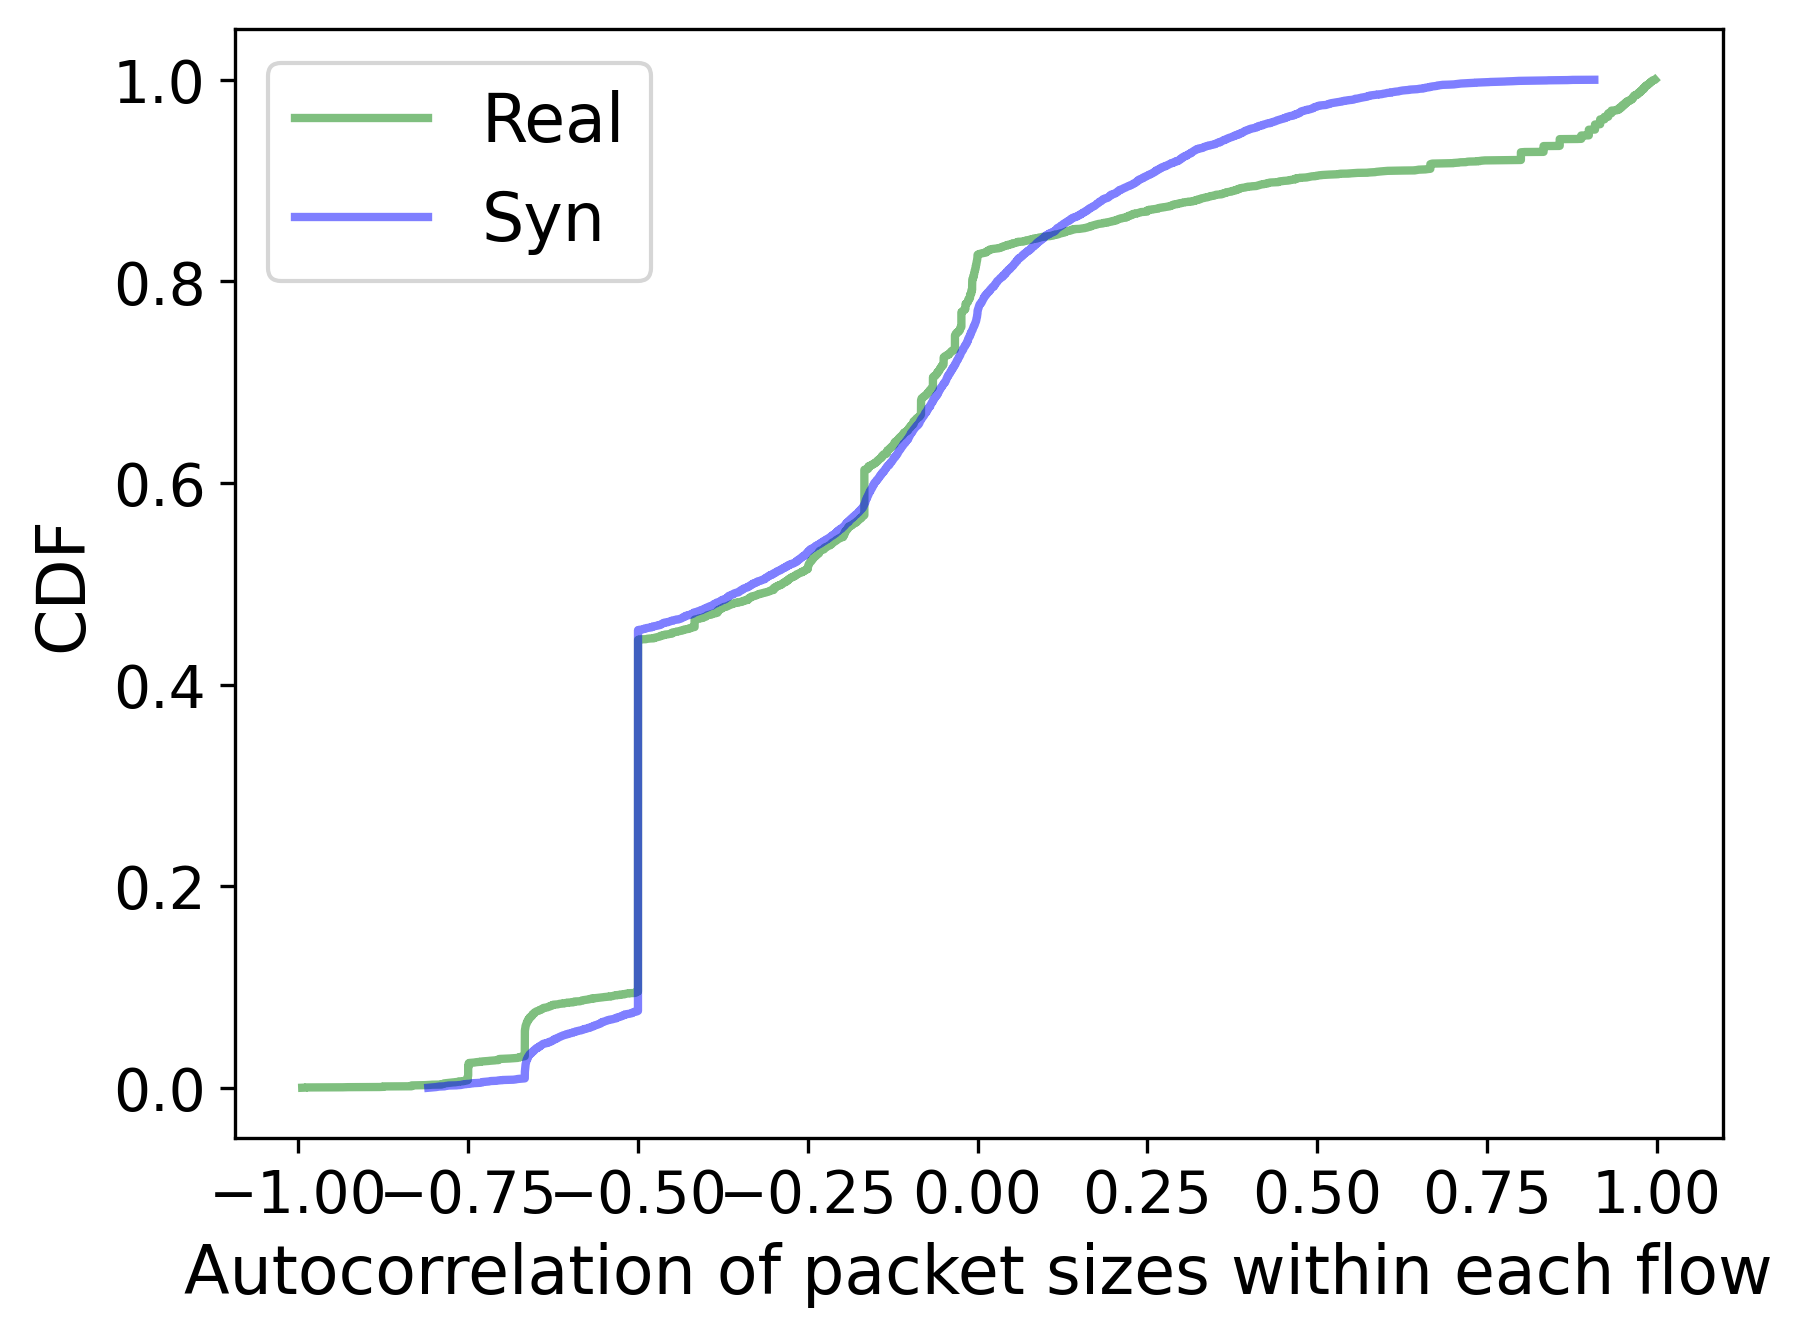 Real
Syn
1.0
0.8
0.6
0.4
0.2
0.0
CDF
−1.00 −0.75 −0.50 −0.25 0.00 0.25 0.50 0.75 1.00
Autocorrelation of packet sizes within each flow